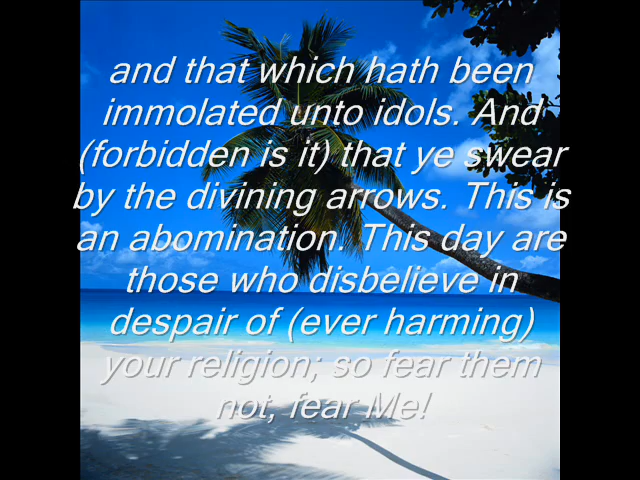 and that which hath been
immolated unto idols. And
(forbidden is it) that ye swear
by the divining arrows. This is
an abomination. This day are
those who disbelieve in
despair of (ever harming)
your religion; so fear them
not, fear Me!